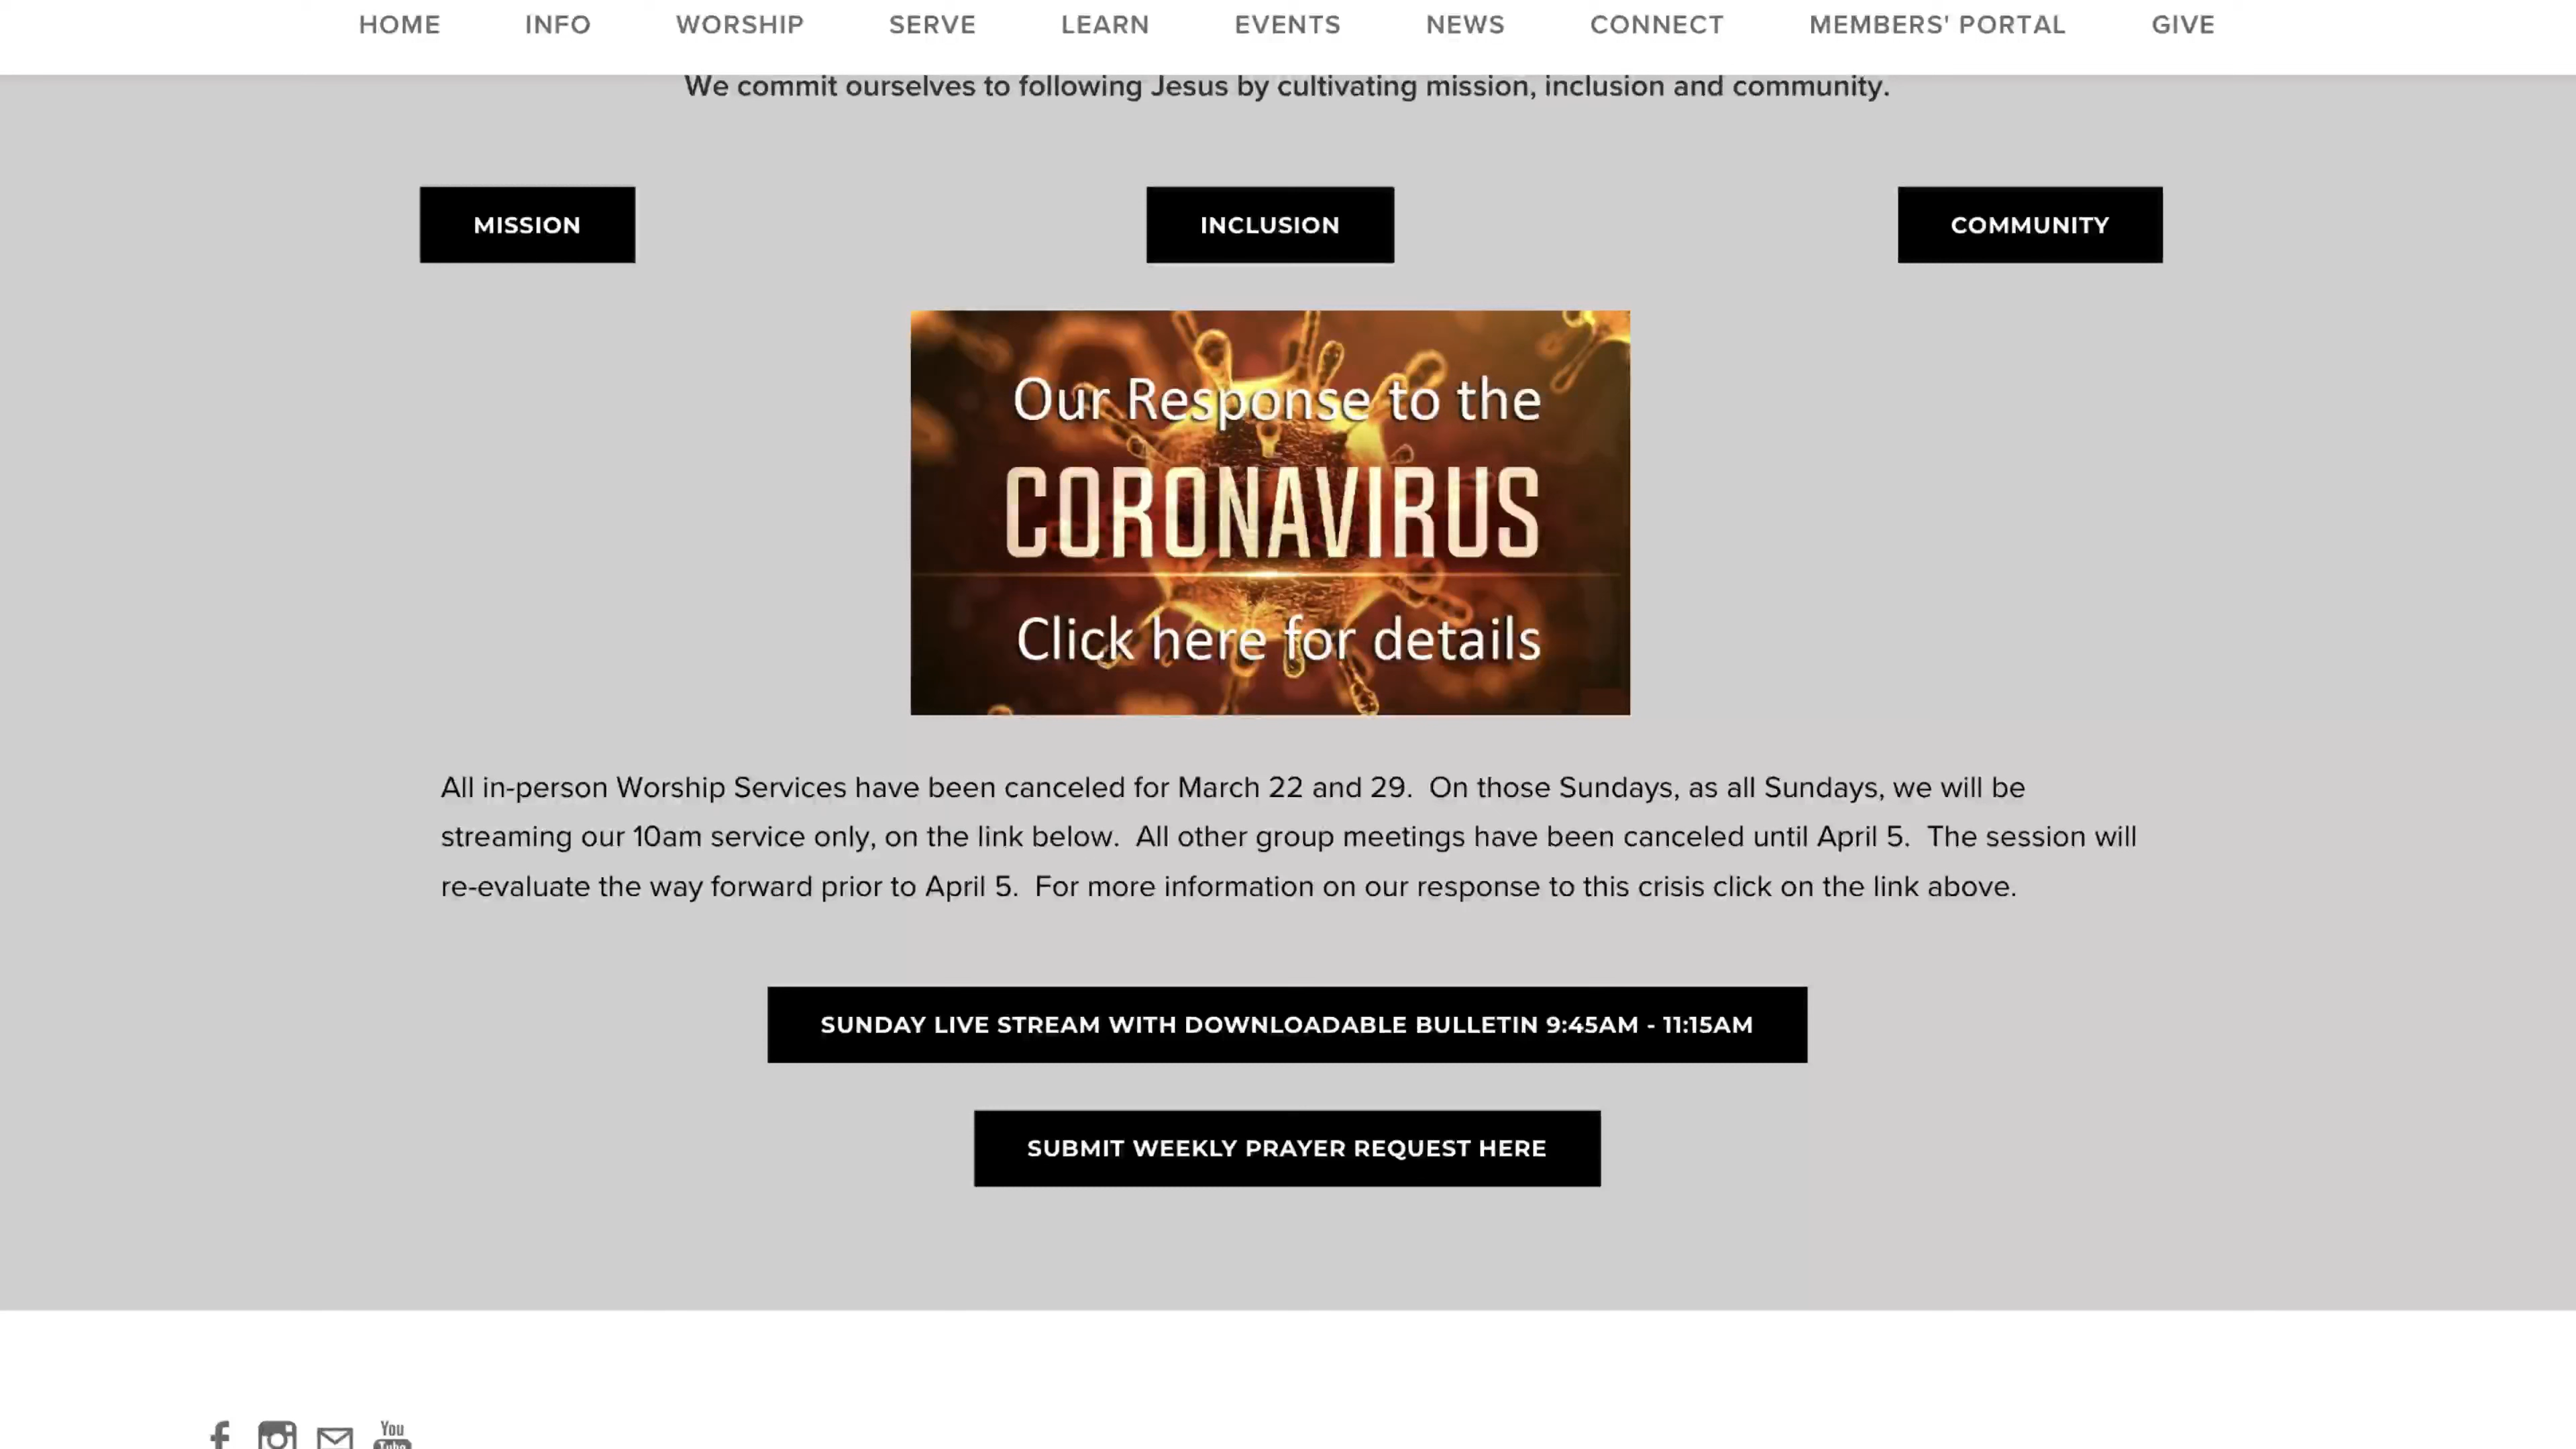 HOME INFO WORSHIP SERVE LEARN EVENTS NEWS CONNECT MEMBERS' PORTAL GIVE
We commit ourselves to following Jesus by cultivating mission, inclusion and community.
MISSION INCLUSION COMMUNITY
Our Response to the
CORONAVIRUS
Click here for details
All in-person Worship Services have been canceled for March 22 and 29.  On those Sundays, as all Sundays, we will be
streaming our 10am service only, on the link below.  All other group meetings have been canceled until April 5.  The session will
re-evaluate the way forward prior to April 5.  For more information on our response to this crisis click on the link above.
SUNDAY LIVE STREAM WITH DOWNLOADABLE BULLETIN 9:45AM - 11:15AM
SUBMIT WEEKLY PRAYER REQUEST HERE
You
Tube